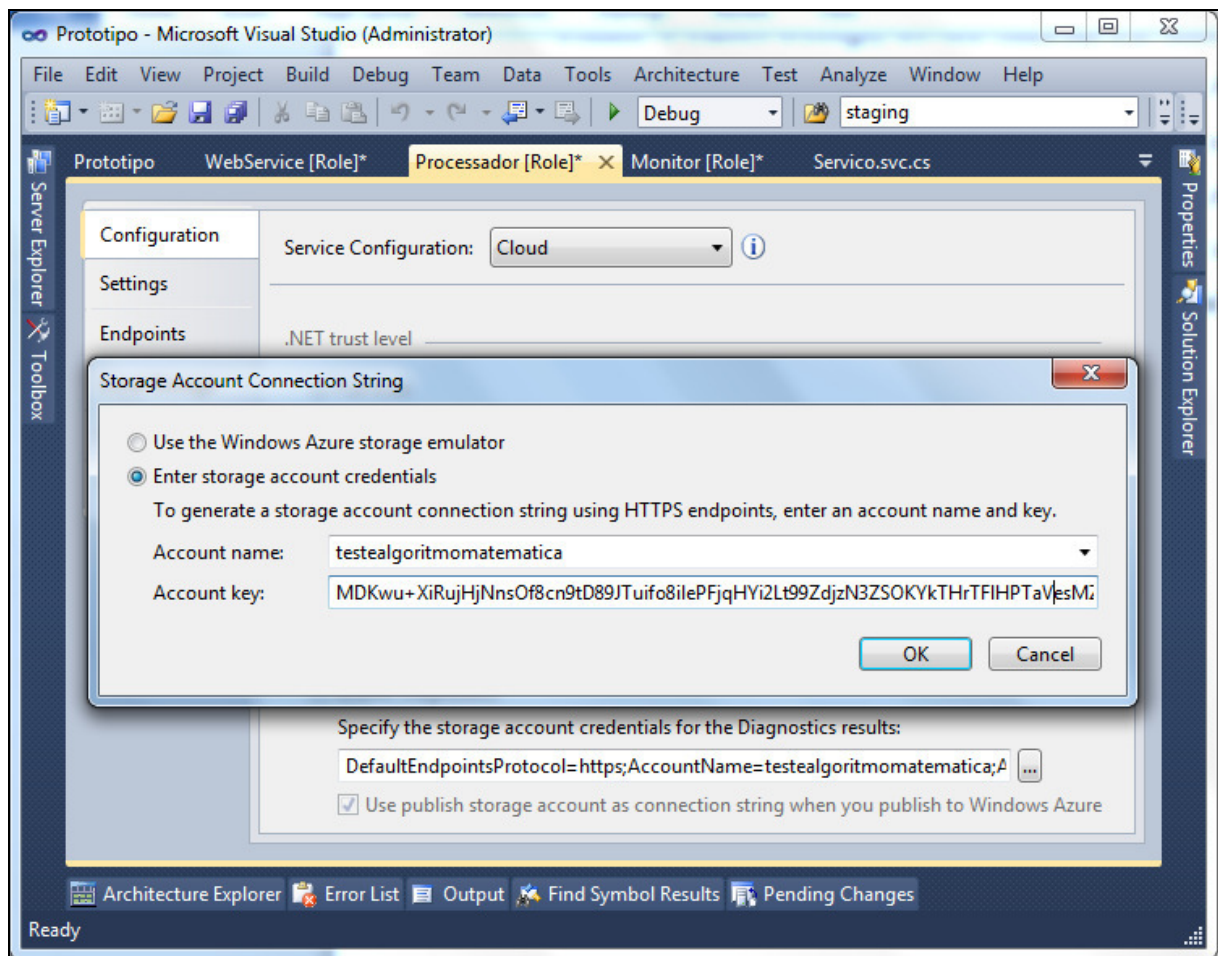 Prototipo - Microsoft Visual Studio (Administrator)
File Edit View Project Build Debug Team Data Tools Architecture Test Analyze Window Help
Debug staging
Prototipo WebService [Role]* Processador [Role]* Monitor [Role]* Servico.svc.cs
Server Explorer
Toolbox
Properties
Solution Explorer
Configuration
Settings
Endpoints
Service Configuration: Cloud
.NET trust level
Storage Account Connection String
Use the Windows Azure storage emulator
Enter storage account credentials
To generate a storage account connection string using HTTPS endpoints, enter an account name and key.
Account name: testealgoritmomatematica
Account key:
OK Cancel
Specify the storage account credentials for the Diagnostics results:
DefaultEndpointsProtocol=https;AccountName=testealgoritmomatematica;A ...
Use publish storage account as connection string when you publish to Windows Azure
Architecture Explorer Error List Output Find Symbol Results Pending Changes
Ready